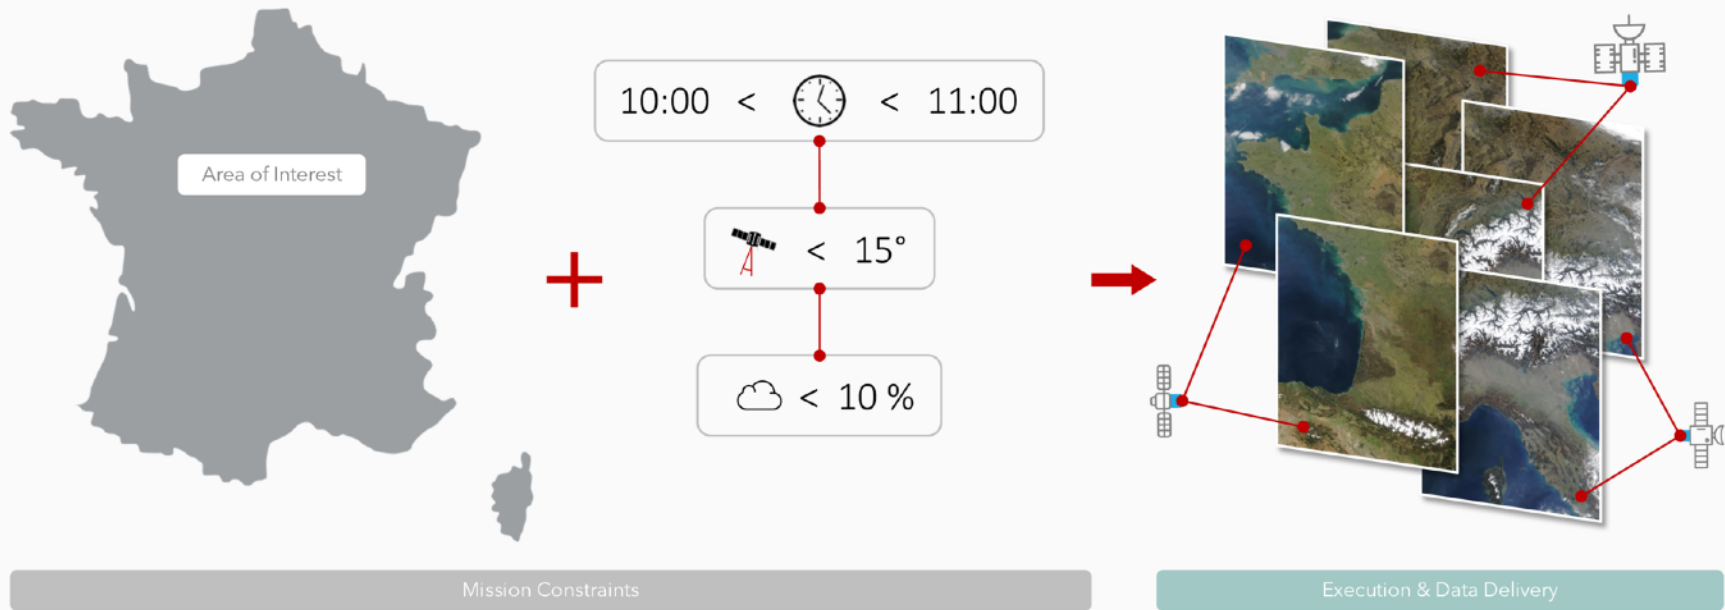 Area of Interest
10:00 < < 11:00
< 15°
< 10 %
Mission Constraints
Execution & Data Delivery